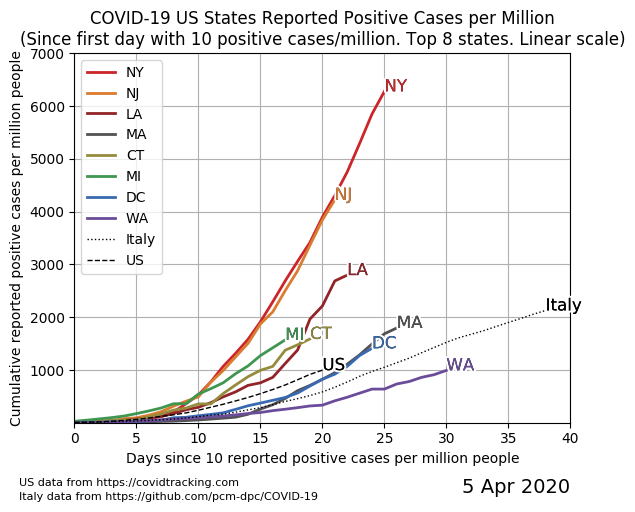 COVID-19 US States Reported Positive Cases per Million
(Since first day with 10 positive cases/million. Top 8 states. Linear scale)
Cumulative reported positive cases per million people
7000
6000
5000
4000
3000
2000
1000
NY
NJ
LA
MA
CT
MI
DC
WA
Italy
US
NY
NJ
LA
MI
CT
MA
DC
US
WA
Italy
0
5
10
15
20
25
30
35
40
Days since 10 reported positive cases per million people
US data from https://covidtracking.com
Italy data from https://github.com/pcm-dpc/COVID-19
5 Apr 2020